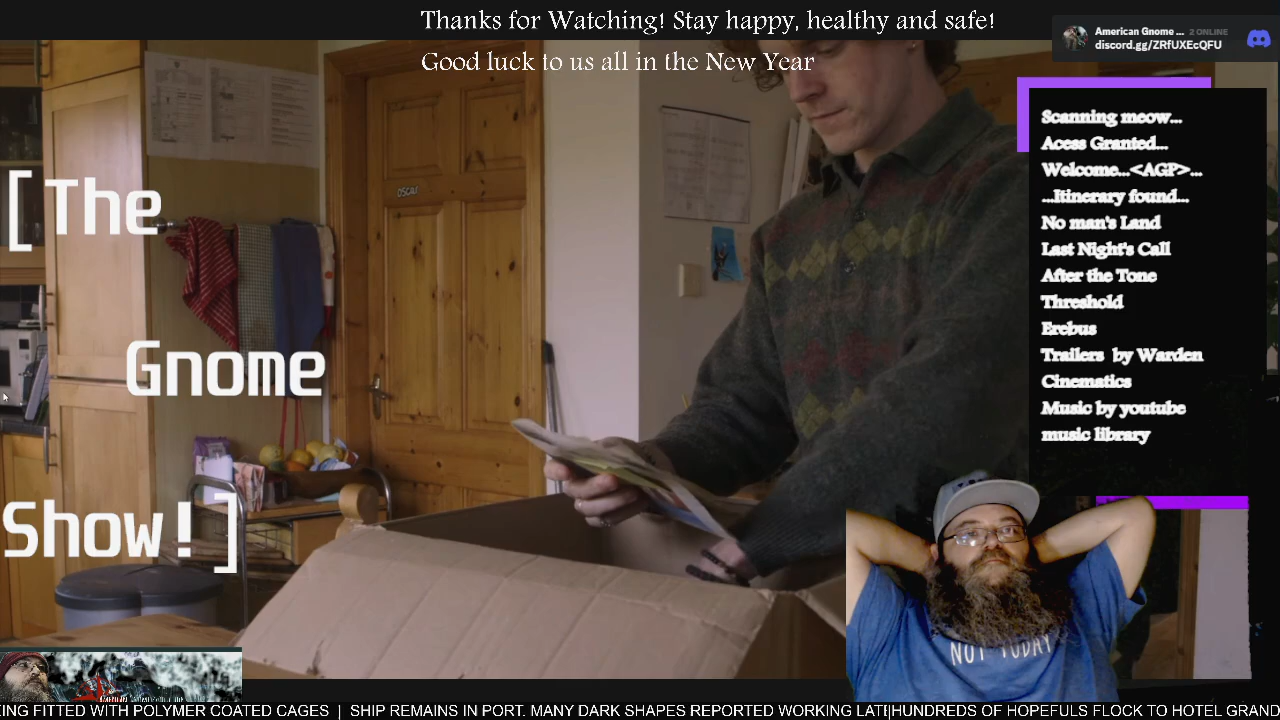 Thanks for Watching! Stay happy, healthy and safe!
Good luck to us all in the New Year
American Gnome ... 2 ONLINE
discord.gg/ZRfUXEcQFU
Scanning meow...
Acess Granted...
Welcome...<AGP>...
...Itinerary found...
No man's Land
Last Night's Call
After the Tone
Threshold
Erebus
Trailers by Warden
Cinematics
Music by youtube
music library
[The
Gnome
Show!]
OSCAR
NOT TODAY
ING FITTED WITH POLYMER COATED CAGES | SHIP REMAINS IN PORT. MANY DARK SHAPES REPORTED WORKING LATE|HUNDREDS OF HOPEFULS FLOCK TO HOTEL GRAND